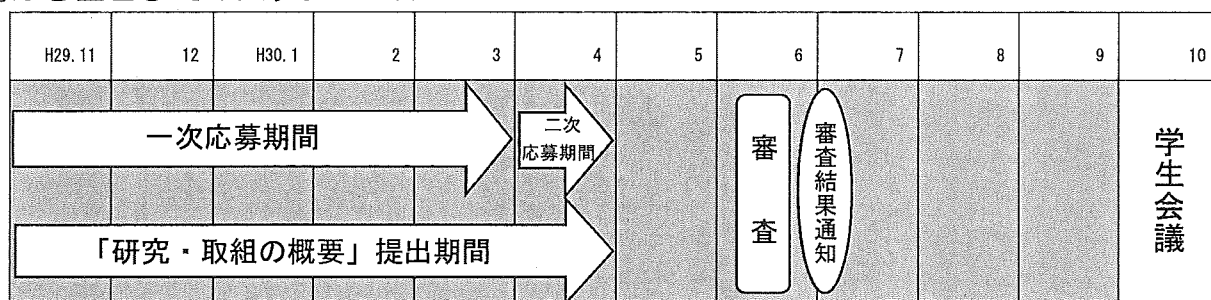 H29.11 12 H30.1 2 3 4 5 6 7 8 9 10
一次応募期間
二次
応募期間
「研究・取組の概要」提出期間
審査
審査結果通知
学生会議